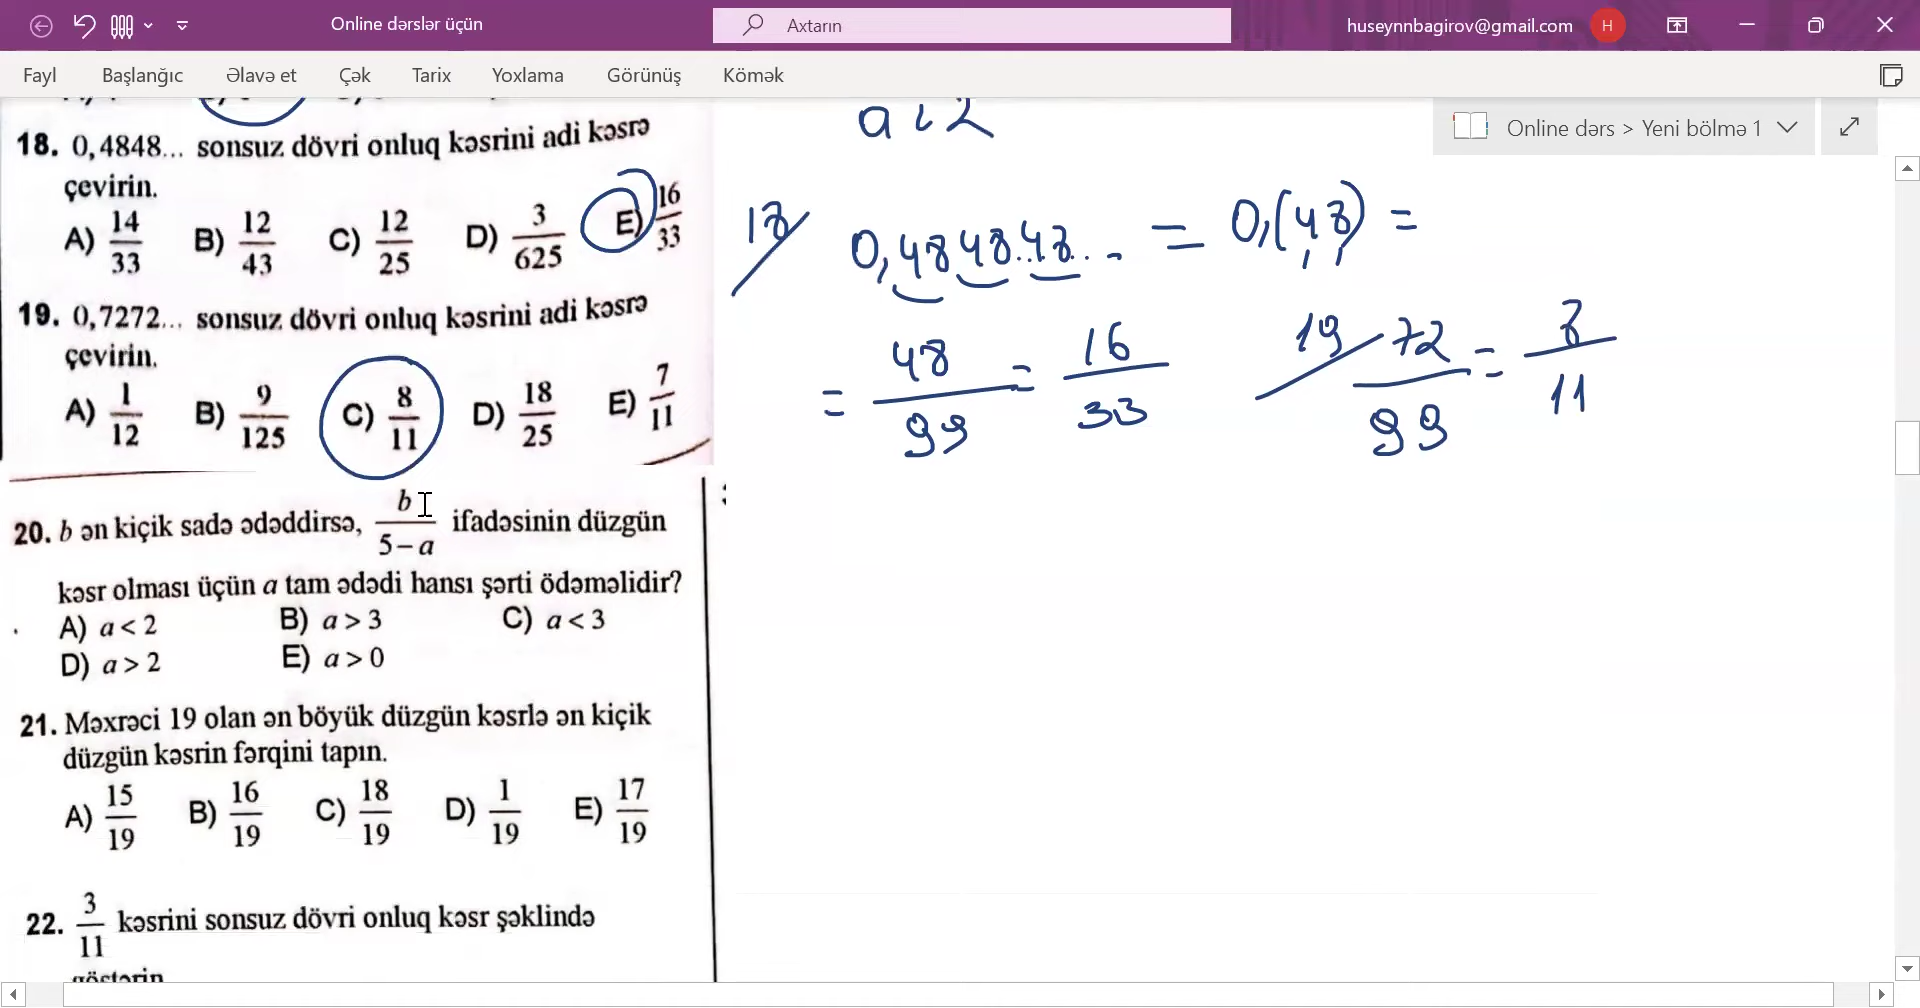 Online dərslər üçün
Axtarın
huseynnbagirov@gmail.com
H
Fayl Başlanğıc Əlavə et Çək Tarix Yoxlama Görünüş Kömək
Online dərs > Yeni bölmə 1
18. 0,4848... sonsuz dövri onluq kəsrini adi kəsrə
çevirin.
A) 14/33 B) 12/43 C) 12/25 D) 3/625 E) 16/33
19. 0,7272... sonsuz dövri onluq kəsrini adi kəsrə
çevirin.
A) 1/12 B) 9/125 C) 8/11 D) 18/25 E) 7/11
20. b ən kiçik sadə ədəddirsə, b/(5–a) ifadəsinin düzgün
kəsr olması üçün a tam ədədi hansı şərti ödəməlidir?
A) a < 2 B) a > 3 C) a < 3
D) a > 2 E) a > 0
21. Məxrəci 19 olan ən böyük düzgün kəsrlə ən kiçik
düzgün kəsrin fərqini tapın.
A) 15/19 B) 16/19 C) 18/19 D) 1/19 E) 17/19
22. 3/11 kəsrini sonsuz dövri onluq kəsr şəklində
göstərin
18 0,484848... = 0,(48) =
= 48/99 = 16/33
19 72/99 = 8/11